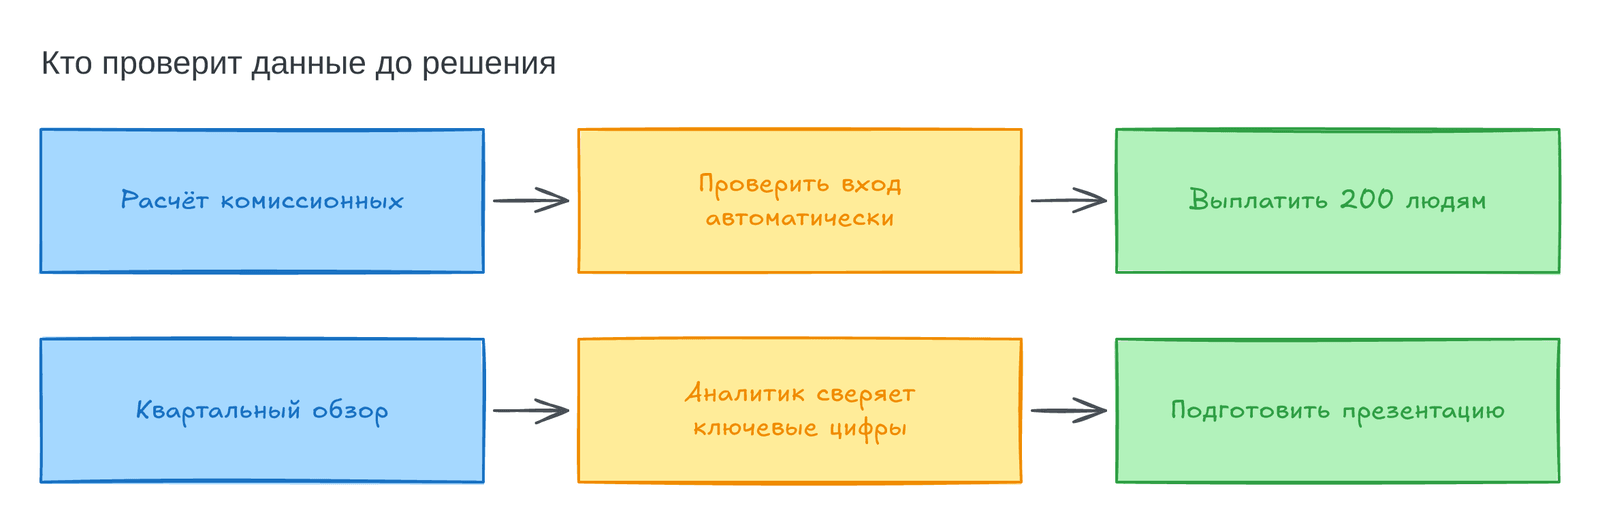 Кто проверит данные до решения
Расчёт комиссионных
Проверить вход
автоматически
Выплатить 200 людям
Квартальный обзор
Аналитик сверяет
ключевые цифры
Подготовить презентацию